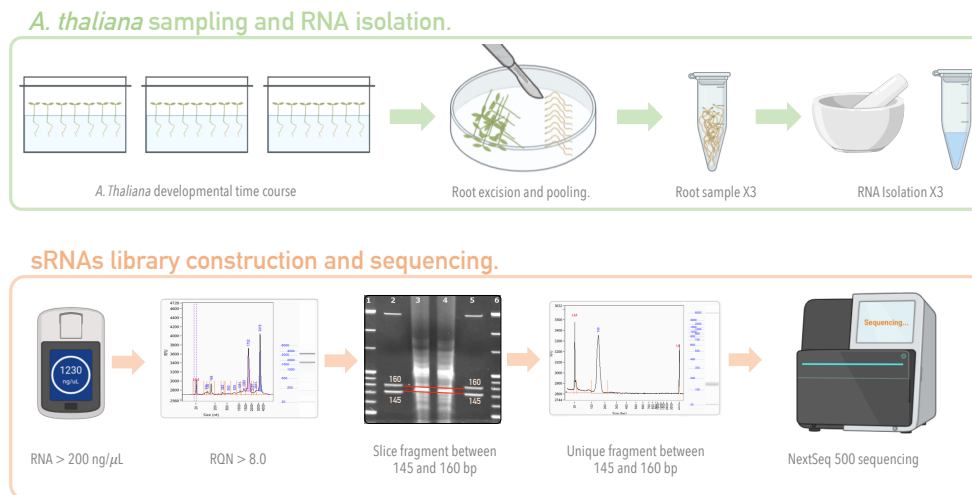 A. thaliana sampling and RNA isolation.
A. Thaliana developmental time course
Root excision and pooling.
Root sample X3
RNA Isolation X3
sRNAs library construction and sequencing.
1230
ng/uL
1 2 3 4 5 6
160 160
145 145
Sequencing...
RNA > 200 ng/μL
RQN > 8.0
Slice fragment between
145 and 160 bp
Unique fragment between
145 and 160 bp
NextSeq 500 sequencing